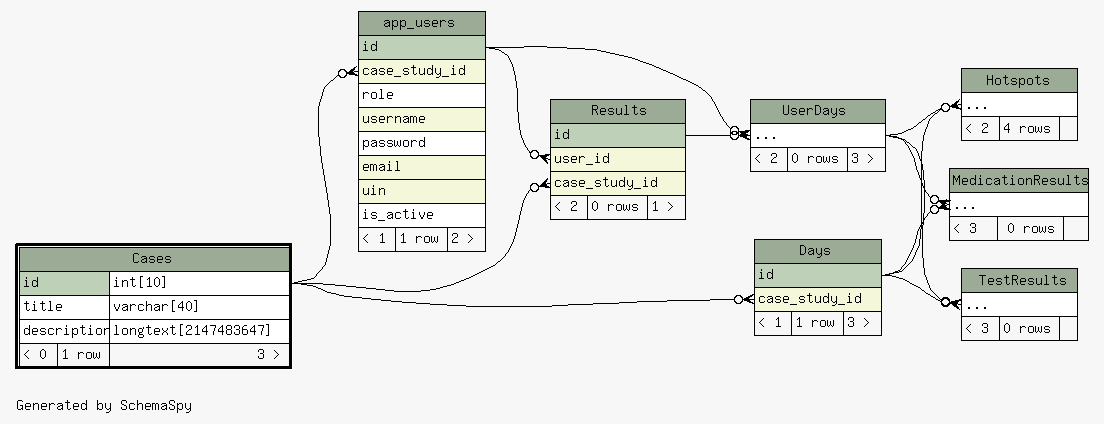 app_users
id
case_study_id
role
username
password
email
uin
is_active
< 1 1 row 2 >
Results
id
user_id
case_study_id
< 2 0 rows 1 >
UserDays
...
< 2 0 rows 3 >
Hotspots
...
< 2 4 rows
MedicationResults
...
< 3 0 rows
Cases
id int[10]
title varchar[40]
description longtext[2147483647]
< 0 1 row 3 >
Days
id
case_study_id
< 1 1 row 3 >
TestResults
...
< 3 0 rows
Generated by SchemaSpy